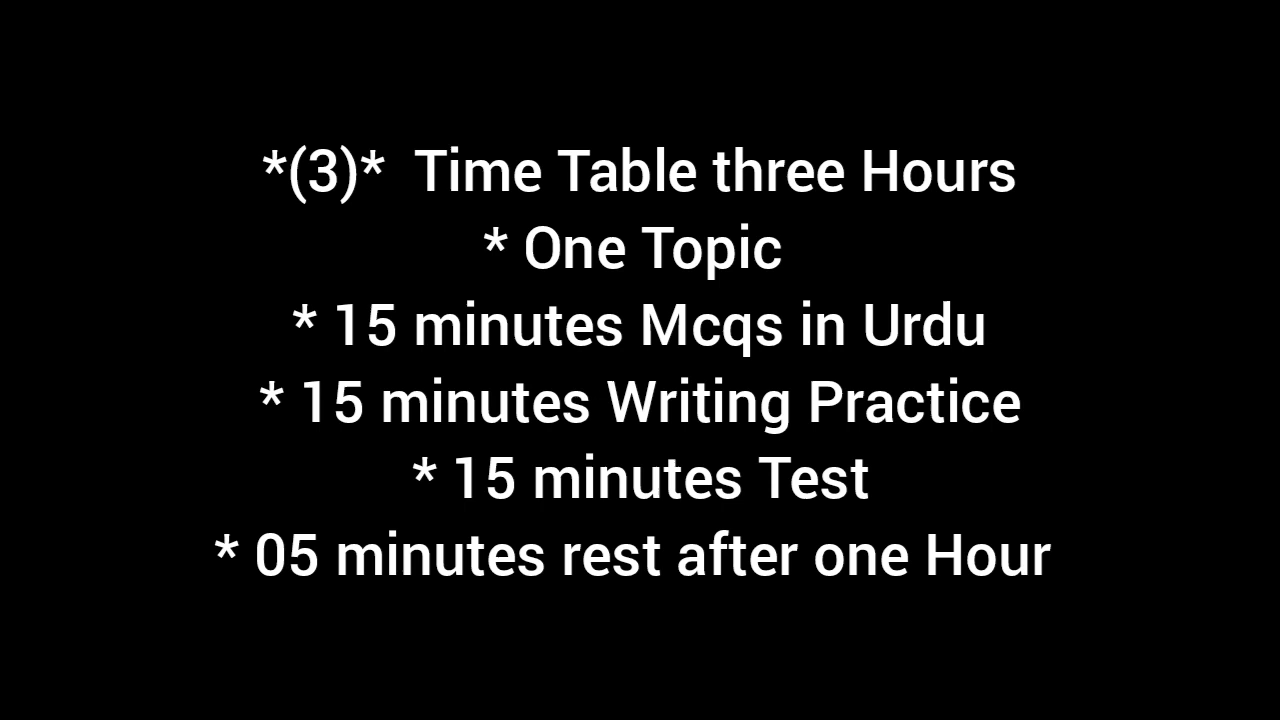 *(3)* Time Table three Hours
* One Topic
* 15 minutes Mcqs in Urdu
* 15 minutes Writing Practice
* 15 minutes Test
* 05 minutes rest after one Hour